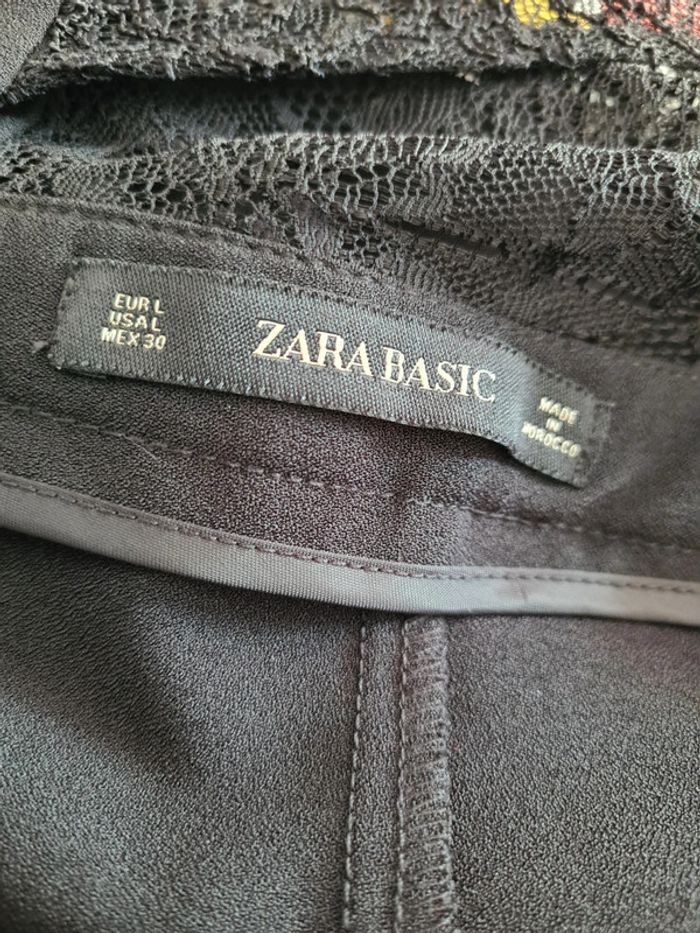 EUR L
USA L
MEX 30
ZARA BASIC
MADE
IN
MOROCCO